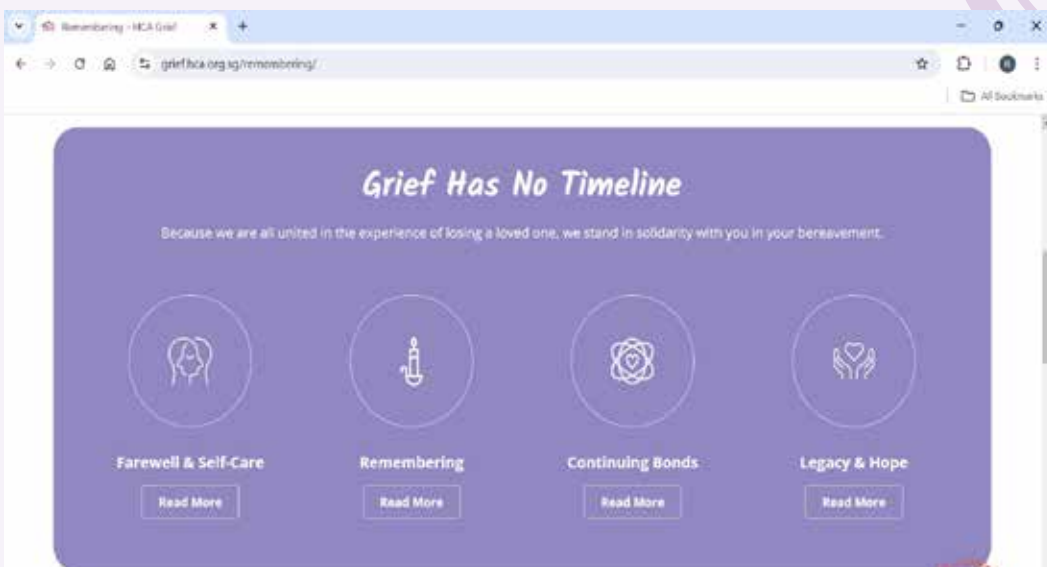 Remembering - HCA Grief
grief.hca.org.sg/remembering/
All Bookmarks
Grief Has No Timeline
Because we are all united in the experience of losing a loved one, we stand in solidarity with you in your bereavement.
Farewell & Self-Care
Remembering
Continuing Bonds
Legacy & Hope
Read More
Read More
Read More
Read More